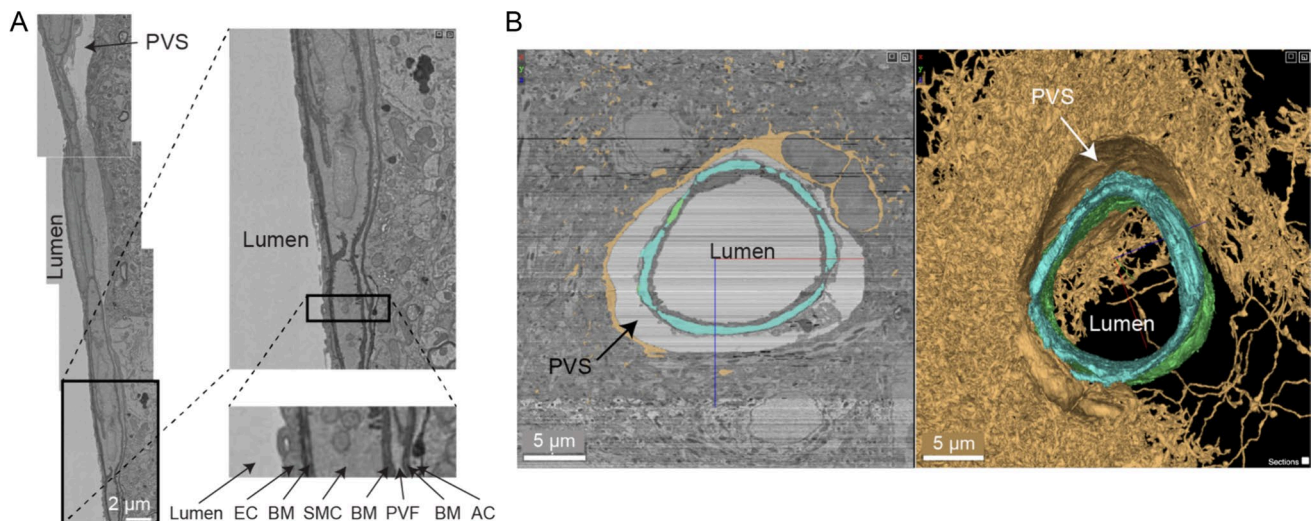 A
PVS
Lumen
2 µm
Lumen
Lumen EC BM SMC BM PVF BM AC
B
x
y
z
Lumen
PVS
5 µm
x
y
z
PVS
Lumen
5 µm
Sections